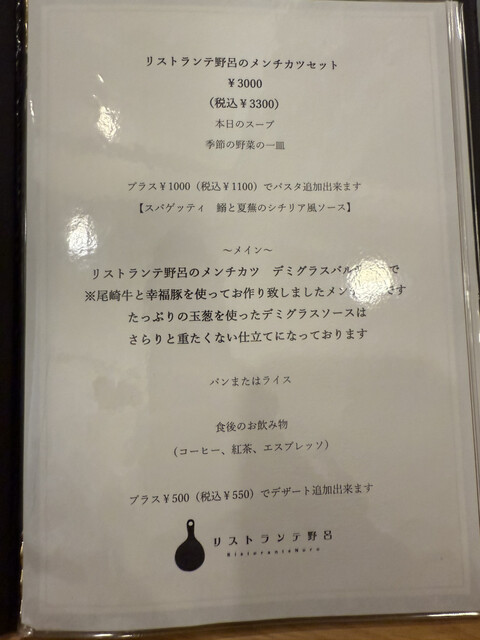 リストランテ野呂のメンチカツセット
¥3000
(税込¥3300)
本日のスープ
季節の野菜の一皿
プラス¥1000(税込¥1100)でパスタ追加出来ます
【スパゲッティ 鰯と夏蕪のシチリア風ソース】
〜メイン〜
リストランテ野呂のメンチカツ デミグラスバル で
※尾崎牛と幸福豚を使ってお作り致しましたメン です
たっぷりの玉葱を使ったデミグラスソースは
さらりと重たくない仕立てになっております
パンまたはライス
食後のお飲み物
(コーヒー、紅茶、エスプレッソ)
プラス¥500(税込¥550)でデザート追加出来ます
リストランテ野呂
Ristorante Noro